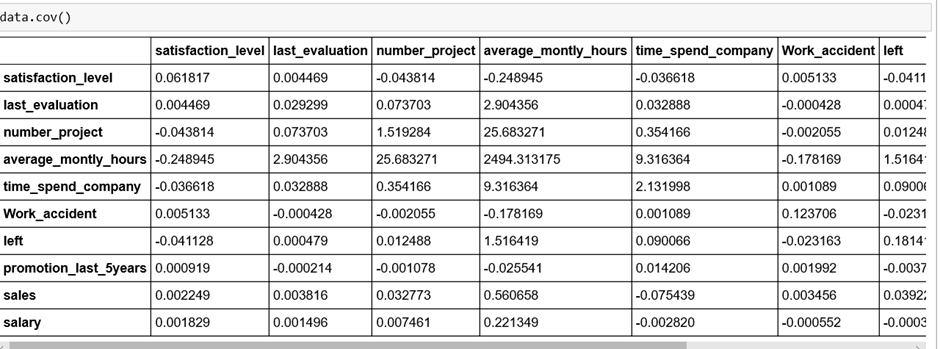 data.cov()
satisfaction_level last_evaluation number_project average_montly_hours time_spend_company Work_accident left
satisfaction_level 0.061817 0.004469 -0.043814 -0.248945 -0.036618 0.005133 -0.0411
last_evaluation 0.004469 0.029299 0.073703 2.904356 0.032888 -0.000428 0.0004
number_project -0.043814 0.073703 1.519284 25.683271 0.354166 -0.002055 0.01248
average_montly_hours -0.248945 2.904356 25.683271 2494.313175 9.316364 -0.178169 1.5164
time_spend_company -0.036618 0.032888 0.354166 9.316364 2.131998 0.001089 0.0900
Work_accident 0.005133 -0.000428 -0.002055 -0.178169 0.001089 0.123706 -0.0231
left -0.041128 0.000479 0.012488 1.516419 0.090066 -0.023163 0.1814
promotion_last_5years 0.000919 -0.000214 -0.001078 -0.025541 0.014206 0.001992 -0.0037
sales 0.002249 0.003816 0.032773 0.560658 -0.075439 0.003456 0.0392
salary 0.001829 0.001496 0.007461 0.221349 -0.002820 -0.000552 -0.0003